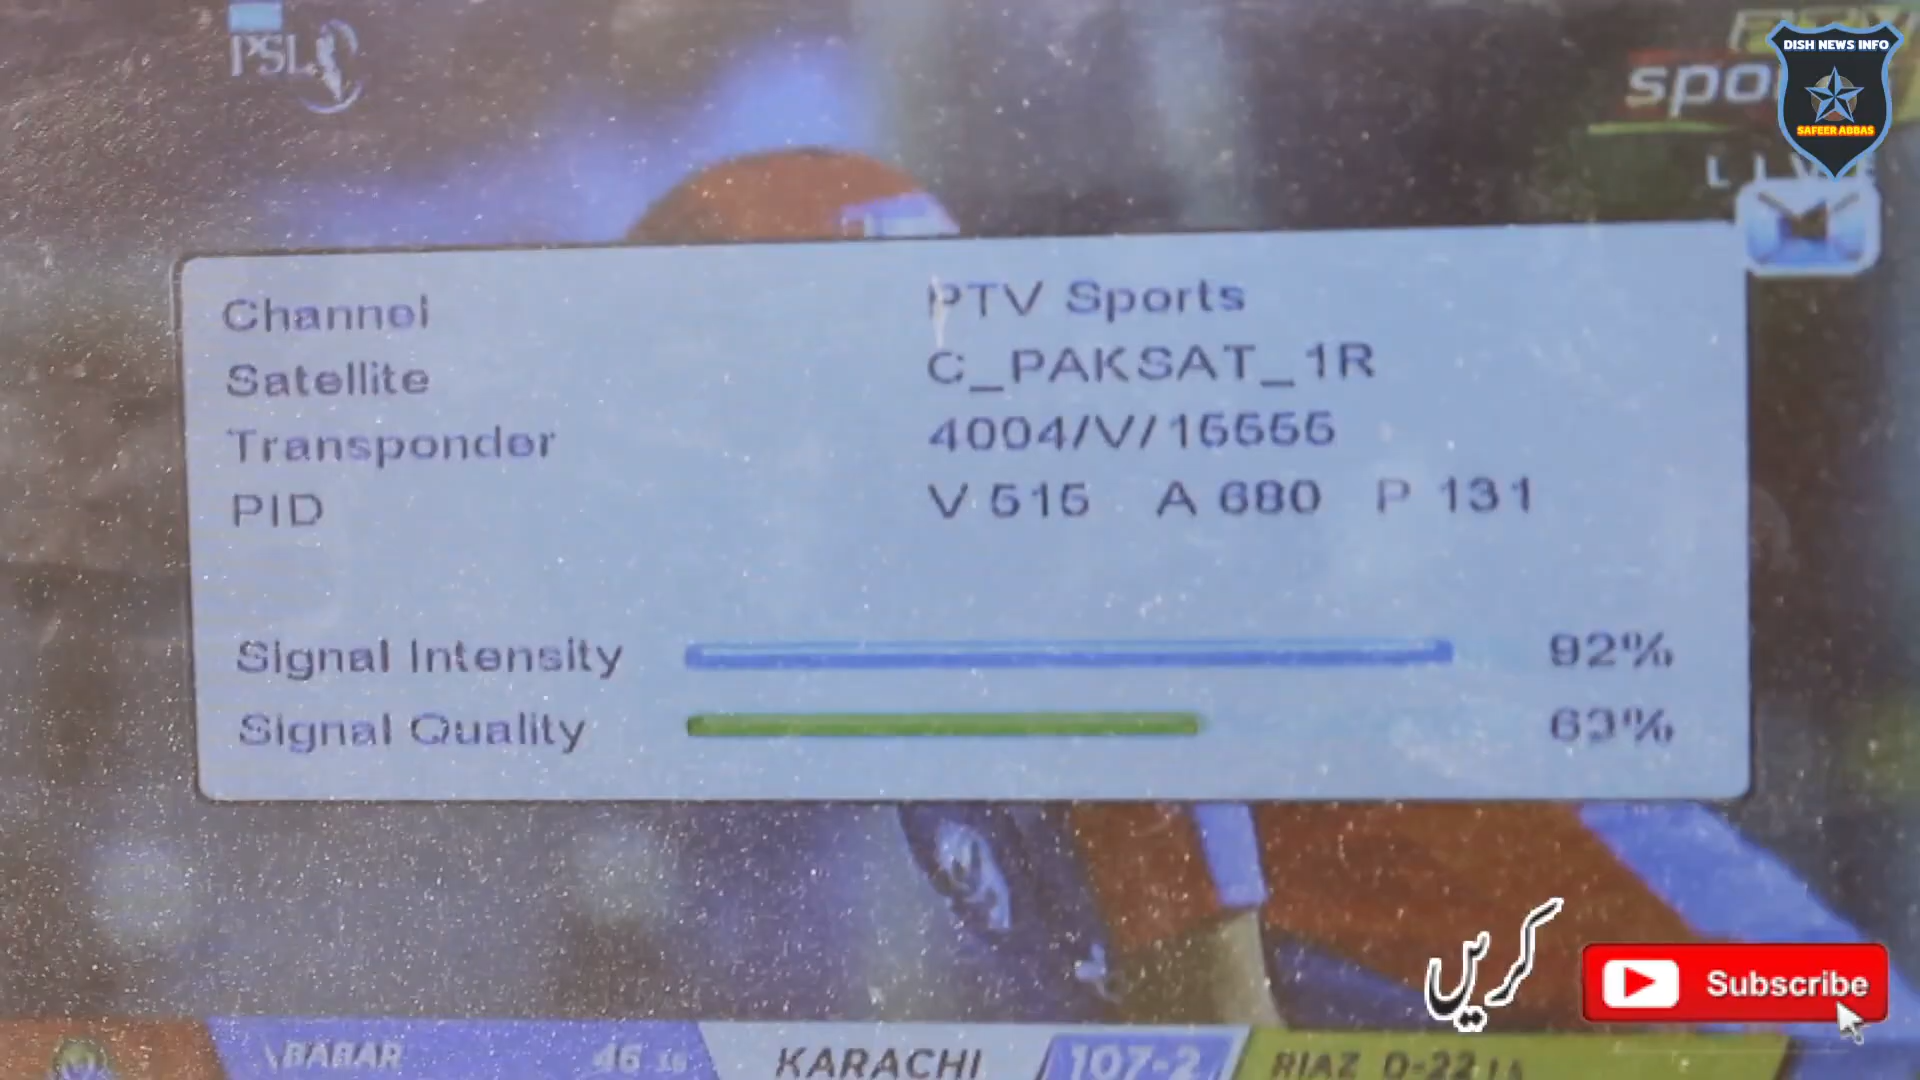 PSL
DISH NEWS INFO
SAFEER ABBAS
LIVE
Channel PTV Sports
Satellite C_PAKSAT_1R
Transponder 4004/V/15555
PID V 515 A 680 P 131
Signal Intensity 92%
Signal Quality 63%
کریں
Subscribe
BABAR 46 KARACHI 107-2 RIAZ 0-22